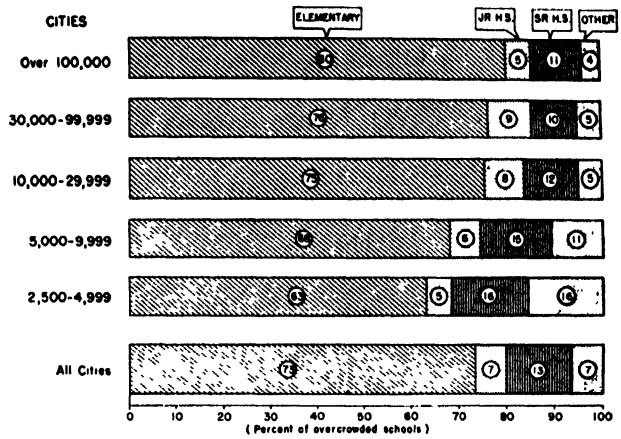 CITIES
ELEMENTARY JR H.S. SR H.S. OTHER
Over 100,000 80 5 11 4
30,000-99,999 76 9 10 5
10,000-29,999 75 8 12 5
5,000-9,999 68 6 15 11
2,500-4,999 63 5 16 16
All Cities 73 7 13 7
0 10 20 30 40 50 60 70 80 90 100
(Percent of overcrowded schools)